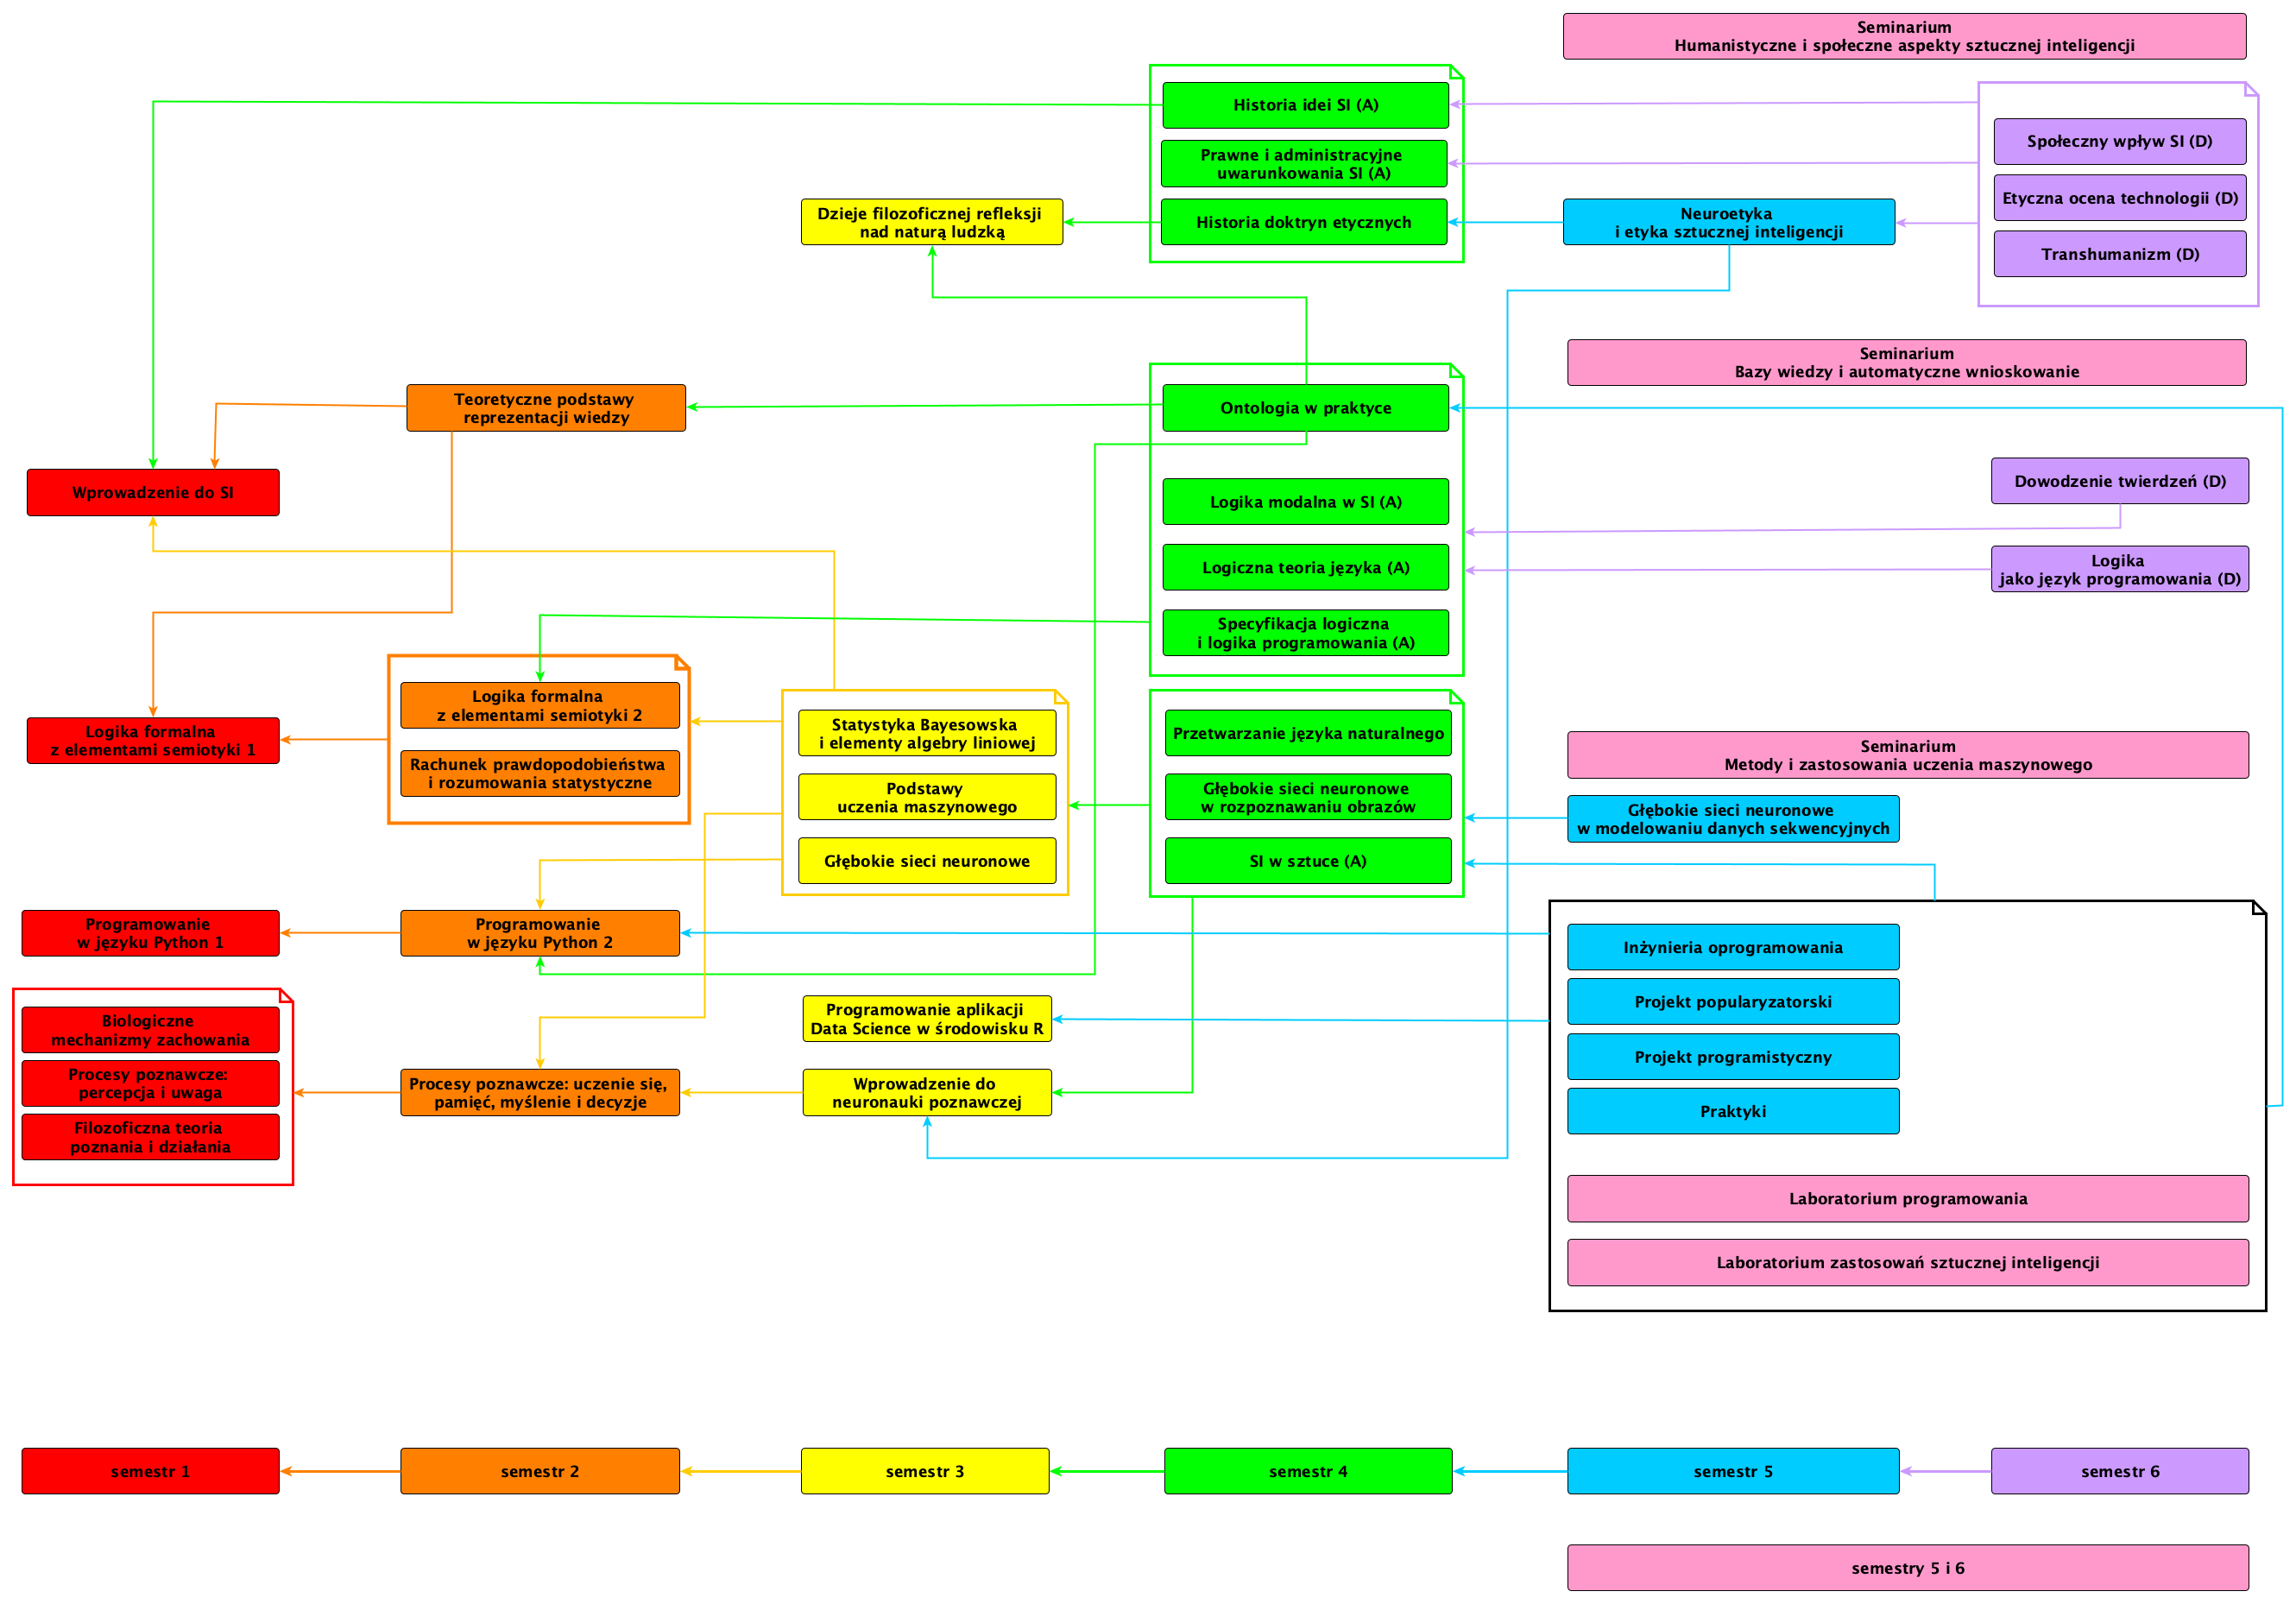 Seminarium
Humanistyczne i społeczne aspekty sztucznej inteligencji
Historia idei SI (A)
Prawne i administracyjne
uwarunkowania SI (A)
Historia doktryn etycznych
Dzieje filozoficznej refleksji
nad naturą ludzką
Neuroetyka
i etyka sztucznej inteligencji
Społeczny wpływ SI (D)
Etyczna ocena technologii (D)
Transhumanizm (D)
Seminarium
Bazy wiedzy i automatyczne wnioskowanie
Teoretyczne podstawy
reprezentacji wiedzy
Ontologia w praktyce
Wprowadzenie do SI
Logika modalna w SI (A)
Dowodzenie twierdzeń (D)
Logiczna teoria języka (A)
Logika
jako język programowania (D)
Specyfikacja logiczna
i logika programowania (A)
Logika formalna
z elementami semiotyki 1
Logika formalna
z elementami semiotyki 2
Rachunek prawdopodobieństwa
i rozumowania statystyczne
Statystyka Bayesowska
i elementy algebry liniowej
Podstawy
uczenia maszynowego
Głębokie sieci neuronowe
Przetwarzanie języka naturalnego
Głębokie sieci neuronowe
w rozpoznawaniu obrazów
SI w sztuce (A)
Seminarium
Metody i zastosowania uczenia maszynowego
Głębokie sieci neuronowe
w modelowaniu danych sekwencyjnych
Programowanie
w języku Python 1
Programowanie
w języku Python 2
Inżynieria oprogramowania
Projekt popularyzatorski
Projekt programistyczny
Praktyki
Biologiczne
mechanizmy zachowania
Procesy poznawcze:
percepcja i uwaga
Filozoficzna teoria
poznania i działania
Procesy poznawcze: uczenie się,
pamięć, myślenie i decyzje
Programowanie aplikacji
Data Science w środowisku R
Wprowadzenie do
neuronauki poznawczej
Laboratorium programowania
Laboratorium zastosowań sztucznej inteligencji
semestr 1
semestr 2
semestr 3
semestr 4
semestr 5
semestr 6
semestry 5 i 6